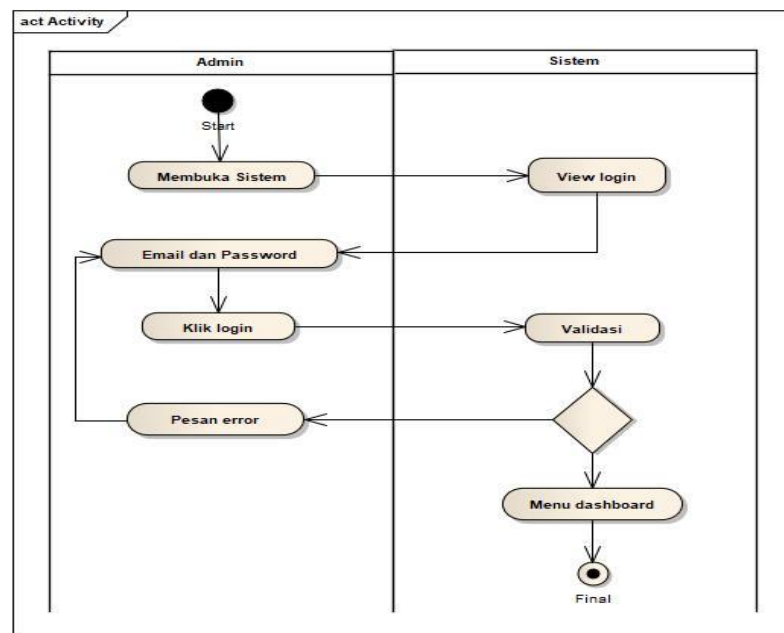 act Activity
Admin
Sistem
Start
Membuka Sistem
View login
Email dan Password
Klik login
Validasi
Pesan error
Menu dashboard
Final